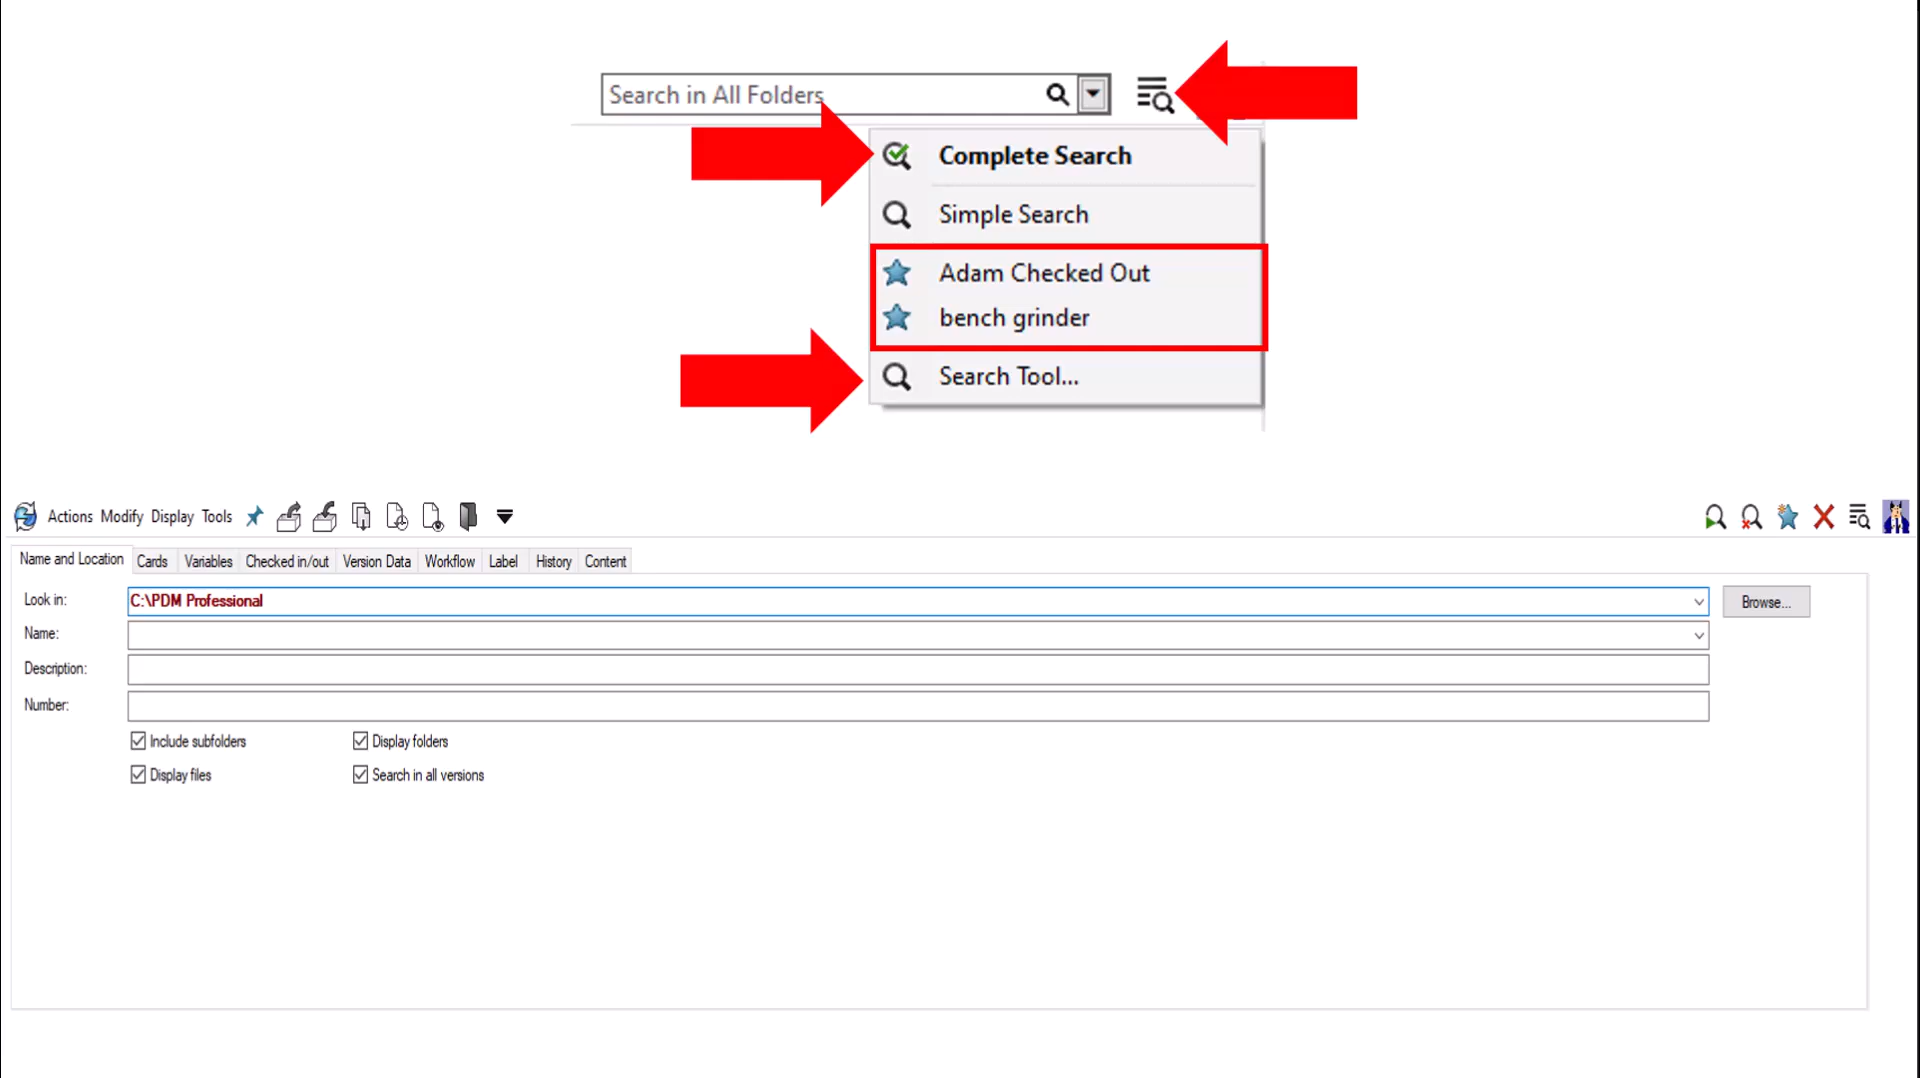 Search in All Folders
Complete Search
Simple Search
Adam Checked Out
bench grinder
Search Tool...
Actions Modify Display Tools
Name and Location Cards Variables Checked in/out Version Data Workflow Label History Content
Look in: C:\PDM Professional Browse...
Name:
Description:
Number:
Include subfolders Display folders
Display files Search in all versions